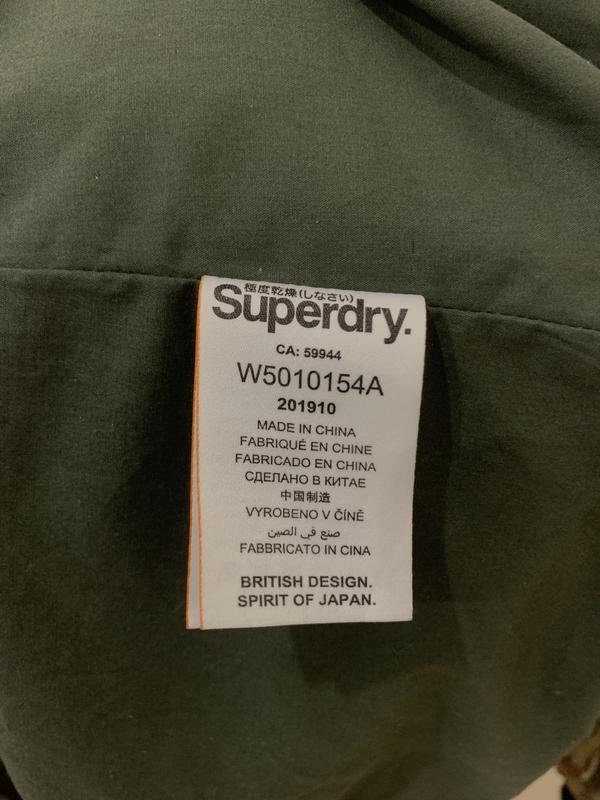 極度乾燥(しなさい)
Superdry.
CA: 59944
W5010154A
201910
MADE IN CHINA
FABRIQUÉ EN CHINE
FABRICADO EN CHINA
СДЕЛАНО В КИТАЕ
中国制造
VYROBENO V ČÍNĚ
صنع في الصين
FABBRICATO IN CINA
BRITISH DESIGN.
SPIRIT OF JAPAN.